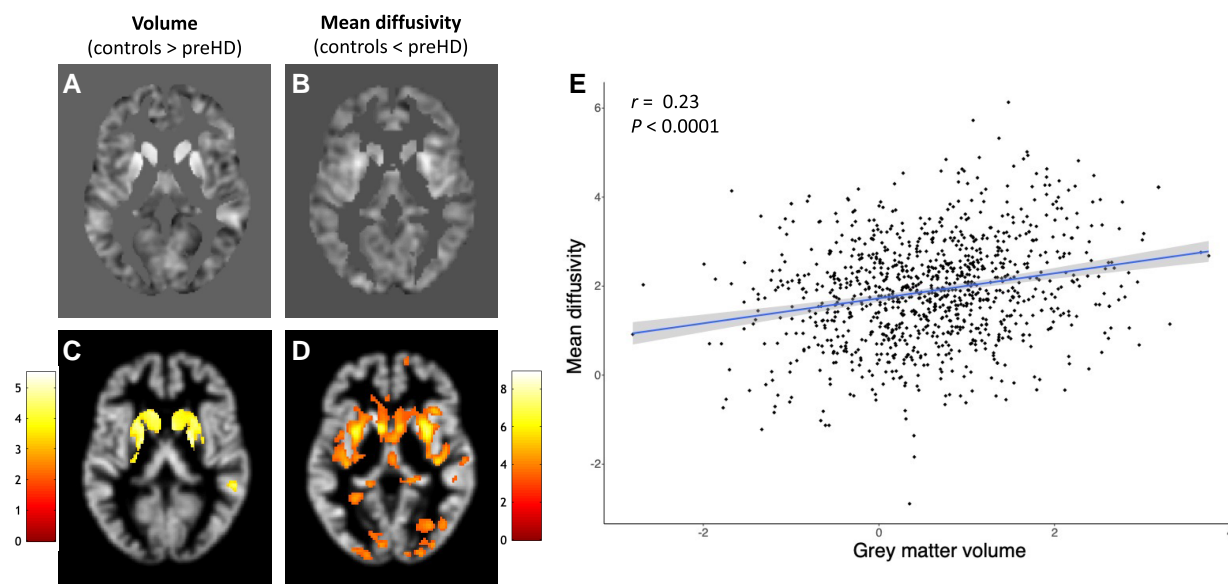 Volume
(controls > preHD)
Mean diffusivity
(controls < preHD)
A
B
C
5
4
3
2
1
0
D
8
6
4
2
0
E
r = 0.23
P < 0.0001
Mean diffusivity
6
4
2
0
-2
-2
0
2
Grey matter volume